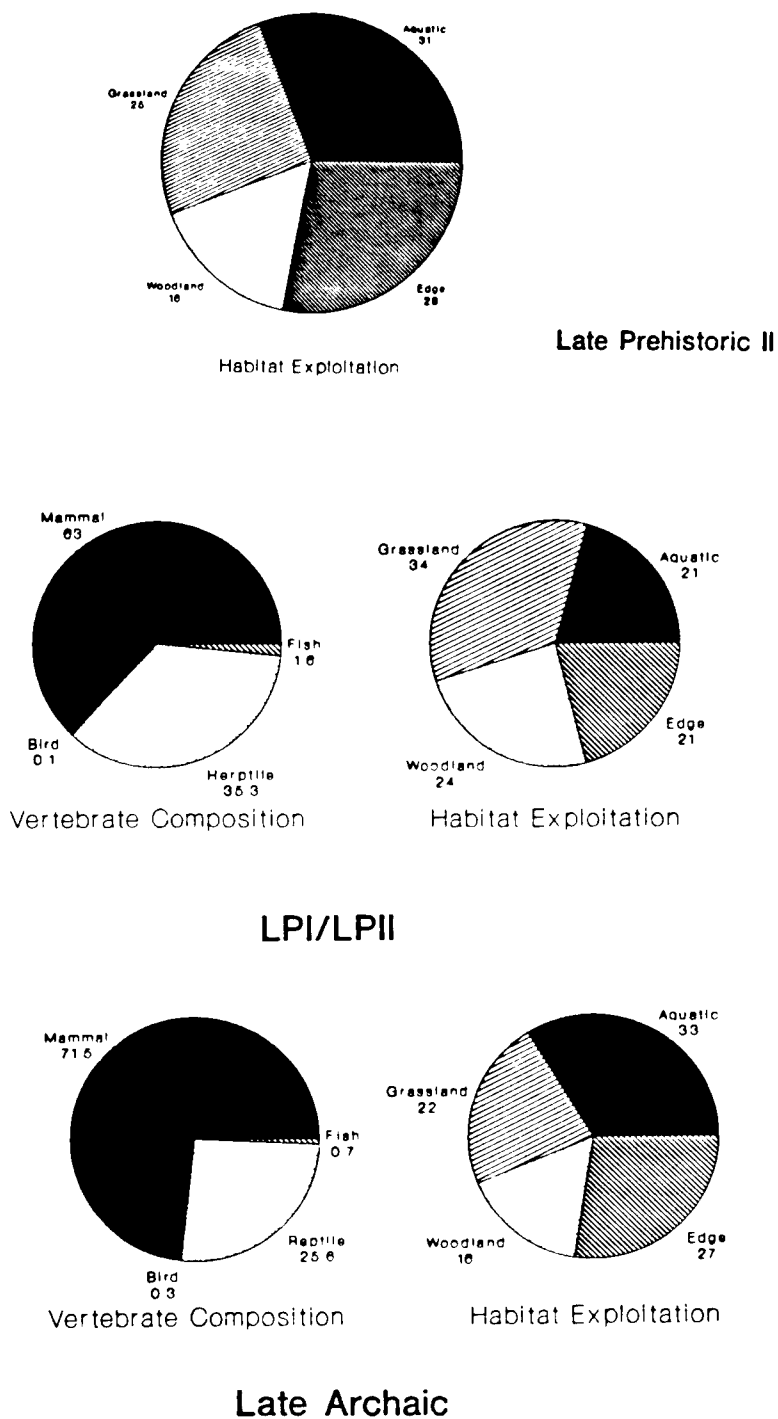 Aquatic
31
Grassland
25
Woodland
16
Edge
28
Habitat Exploitation
Late Prehistoric II
Mammal
63
Fish
1.6
Bird
0.1
Herptile
35.3
Vertebrate Composition
Grassland
34
Aquatic
21
Edge
21
Woodland
24
Habitat Exploitation
LPI/LPII
Mammal
71.5
Fish
0.7
Reptile
25.6
Bird
0.3
Vertebrate Composition
Aquatic
33
Grassland
22
Woodland
16
Edge
27
Habitat Exploitation
Late Archaic